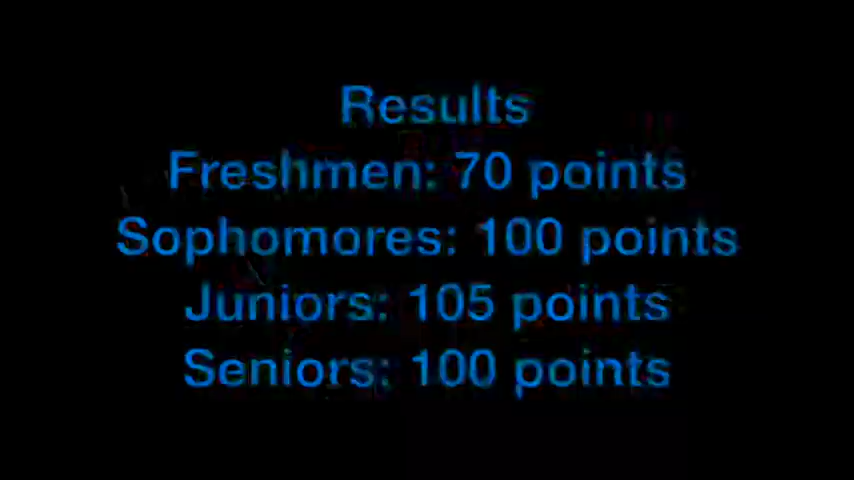 Results
Freshmen: 70 points
Sophomores: 100 points
Juniors: 105 points
Seniors: 100 points